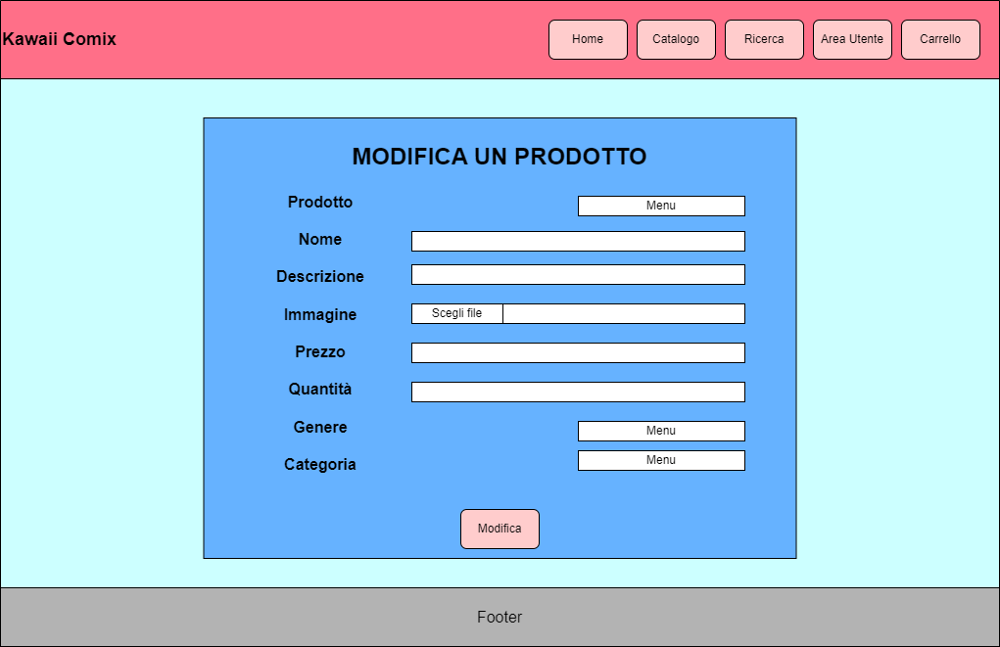 Kawaii Comix
Home
Catalogo
Ricerca
Area Utente
Carrello
MODIFICA UN PRODOTTO
Prodotto
Menu
Nome
Descrizione
Immagine
Scegli file
Prezzo
Quantità
Genere
Menu
Categoria
Menu
Modifica
Footer